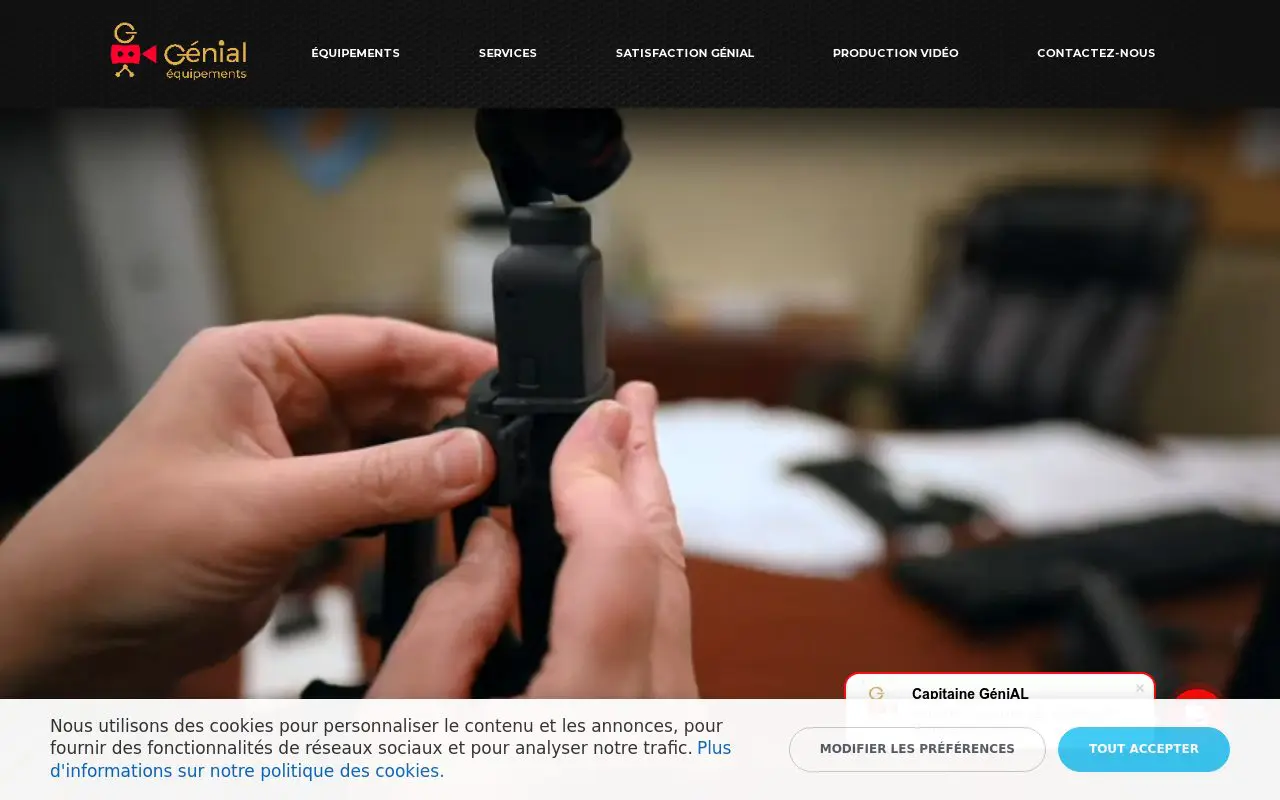 Génial
équipements
ÉQUIPEMENTS
SERVICES
SATISFACTION GÉNIAL
PRODUCTION VIDÉO
CONTACTEZ-NOUS
Capitaine GéniAL
×
Nous utilisons des cookies pour personnaliser le contenu et les annonces, pour
fournir des fonctionnalités de réseaux sociaux et pour analyser notre trafic. Plus
d'informations sur notre politique des cookies.
MODIFIER LES PRÉFÉRENCES
TOUT ACCEPTER